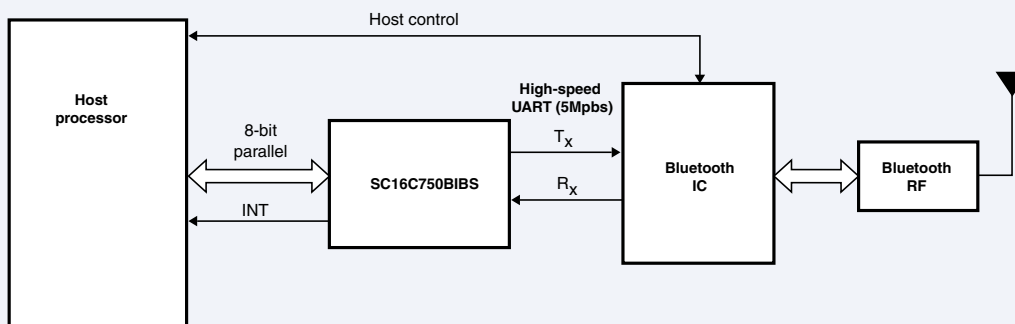 Host control
Host
processor
8-bit
parallel
INT
SC16C750BIBS
High-speed
UART (5Mpbs)
Tx
Rx
Bluetooth
IC
Bluetooth
RF